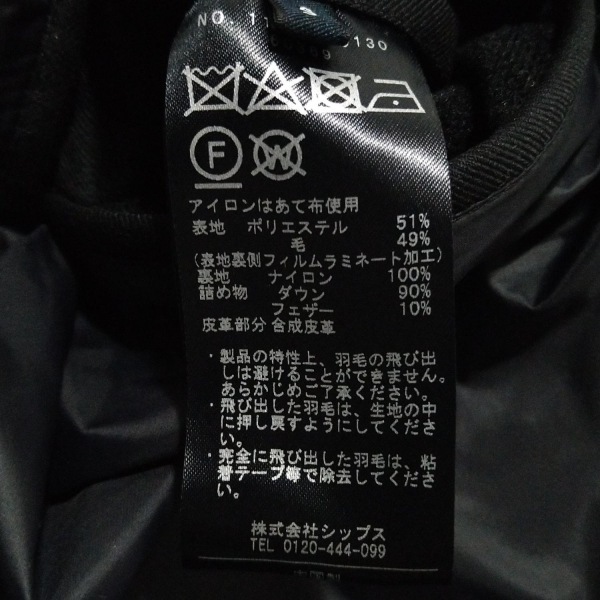 アイロンはあて布使用
表地 ポリエステル 51%
毛 49%
(表地裏側フィルムラミネート加工)
裏地 ナイロン 100%
詰め物 ダウン 90%
フェザー 10%
皮革部分 合成皮革
・製品の特性上、羽毛の飛び出
しは避けることができません。
あらかじめご了承ください。
・飛び出した羽毛は、生地の中
に押し戻すようにしてくださ
い。
・完全に飛び出した羽毛は、粘
着テープ等で除去してくださ
い。
株式会社シップス
TEL 0120-444-099